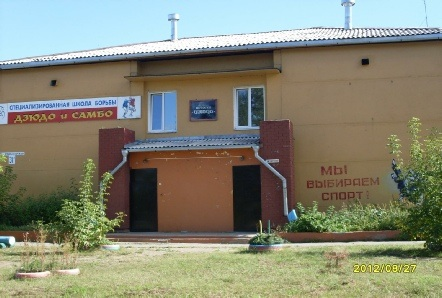 СПЕЦИАЛИЗИРОВАННАЯ ШКОЛА БОРЬБЫ
ДЗЮДО и САМБО
МЫ
ВЫБИРАЕМ
СПОРТ!
2012/08/27